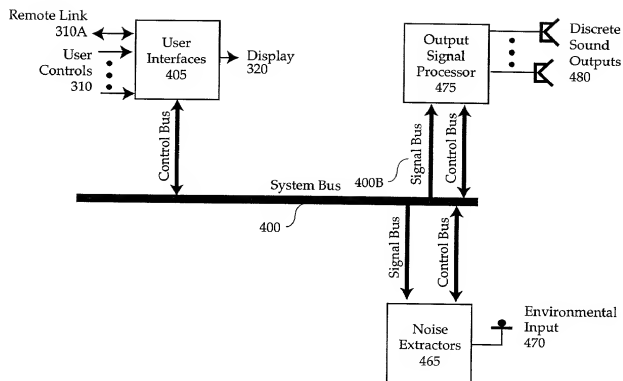 Remote Link
310A
User
Controls
310
User
Interfaces
405
Display
320
Control Bus
Output
Signal
Processor
475
Discrete
Sound
Outputs
480
400B
Signal Bus
Control Bus
System Bus
400
Signal Bus
Control Bus
Noise
Extractors
465
Environmental
Input
470